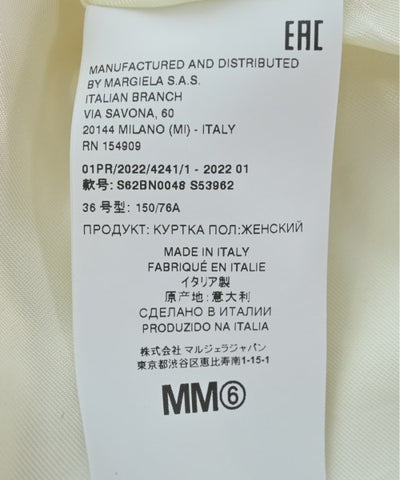 EAC
MANUFACTURED AND DISTRIBUTED
BY MARGIELA S.A.S.
ITALIAN BRANCH
VIA SAVONA, 60
20144 MILANO (MI) - ITALY
RN 154909
01PR/2022/4241/1 - 2022 01
款号: S62BN0048 S53962
36 号型: 150/76A
ПРОДУКТ: КУРТКА ПОЛ:ЖЕНСКИЙ
MADE IN ITALY
FABRIQUÉ EN ITALIE
イタリア製
原产地: 意大利
СДЕЛАНО В ИТАЛИИ
PRODUZIDO NA ITALIA
株式会社 マルジェラジャパン
東京都渋谷区恵比寿南1-15-1
MM⑥